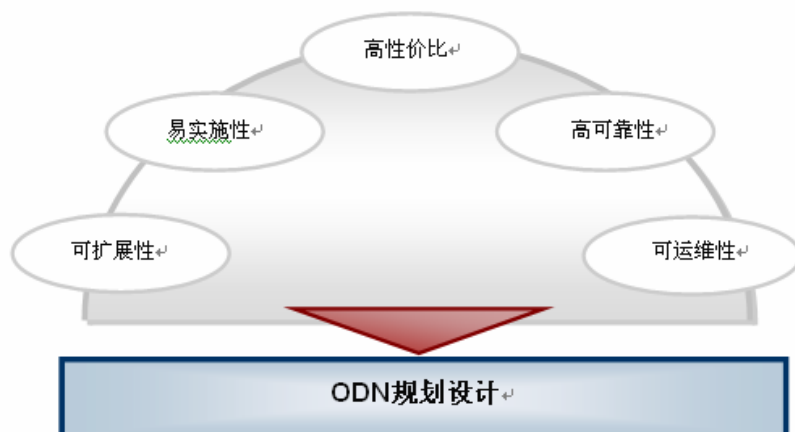 高性价比
易实施性
高可靠性
可扩展性
可运维性
ODN规划设计